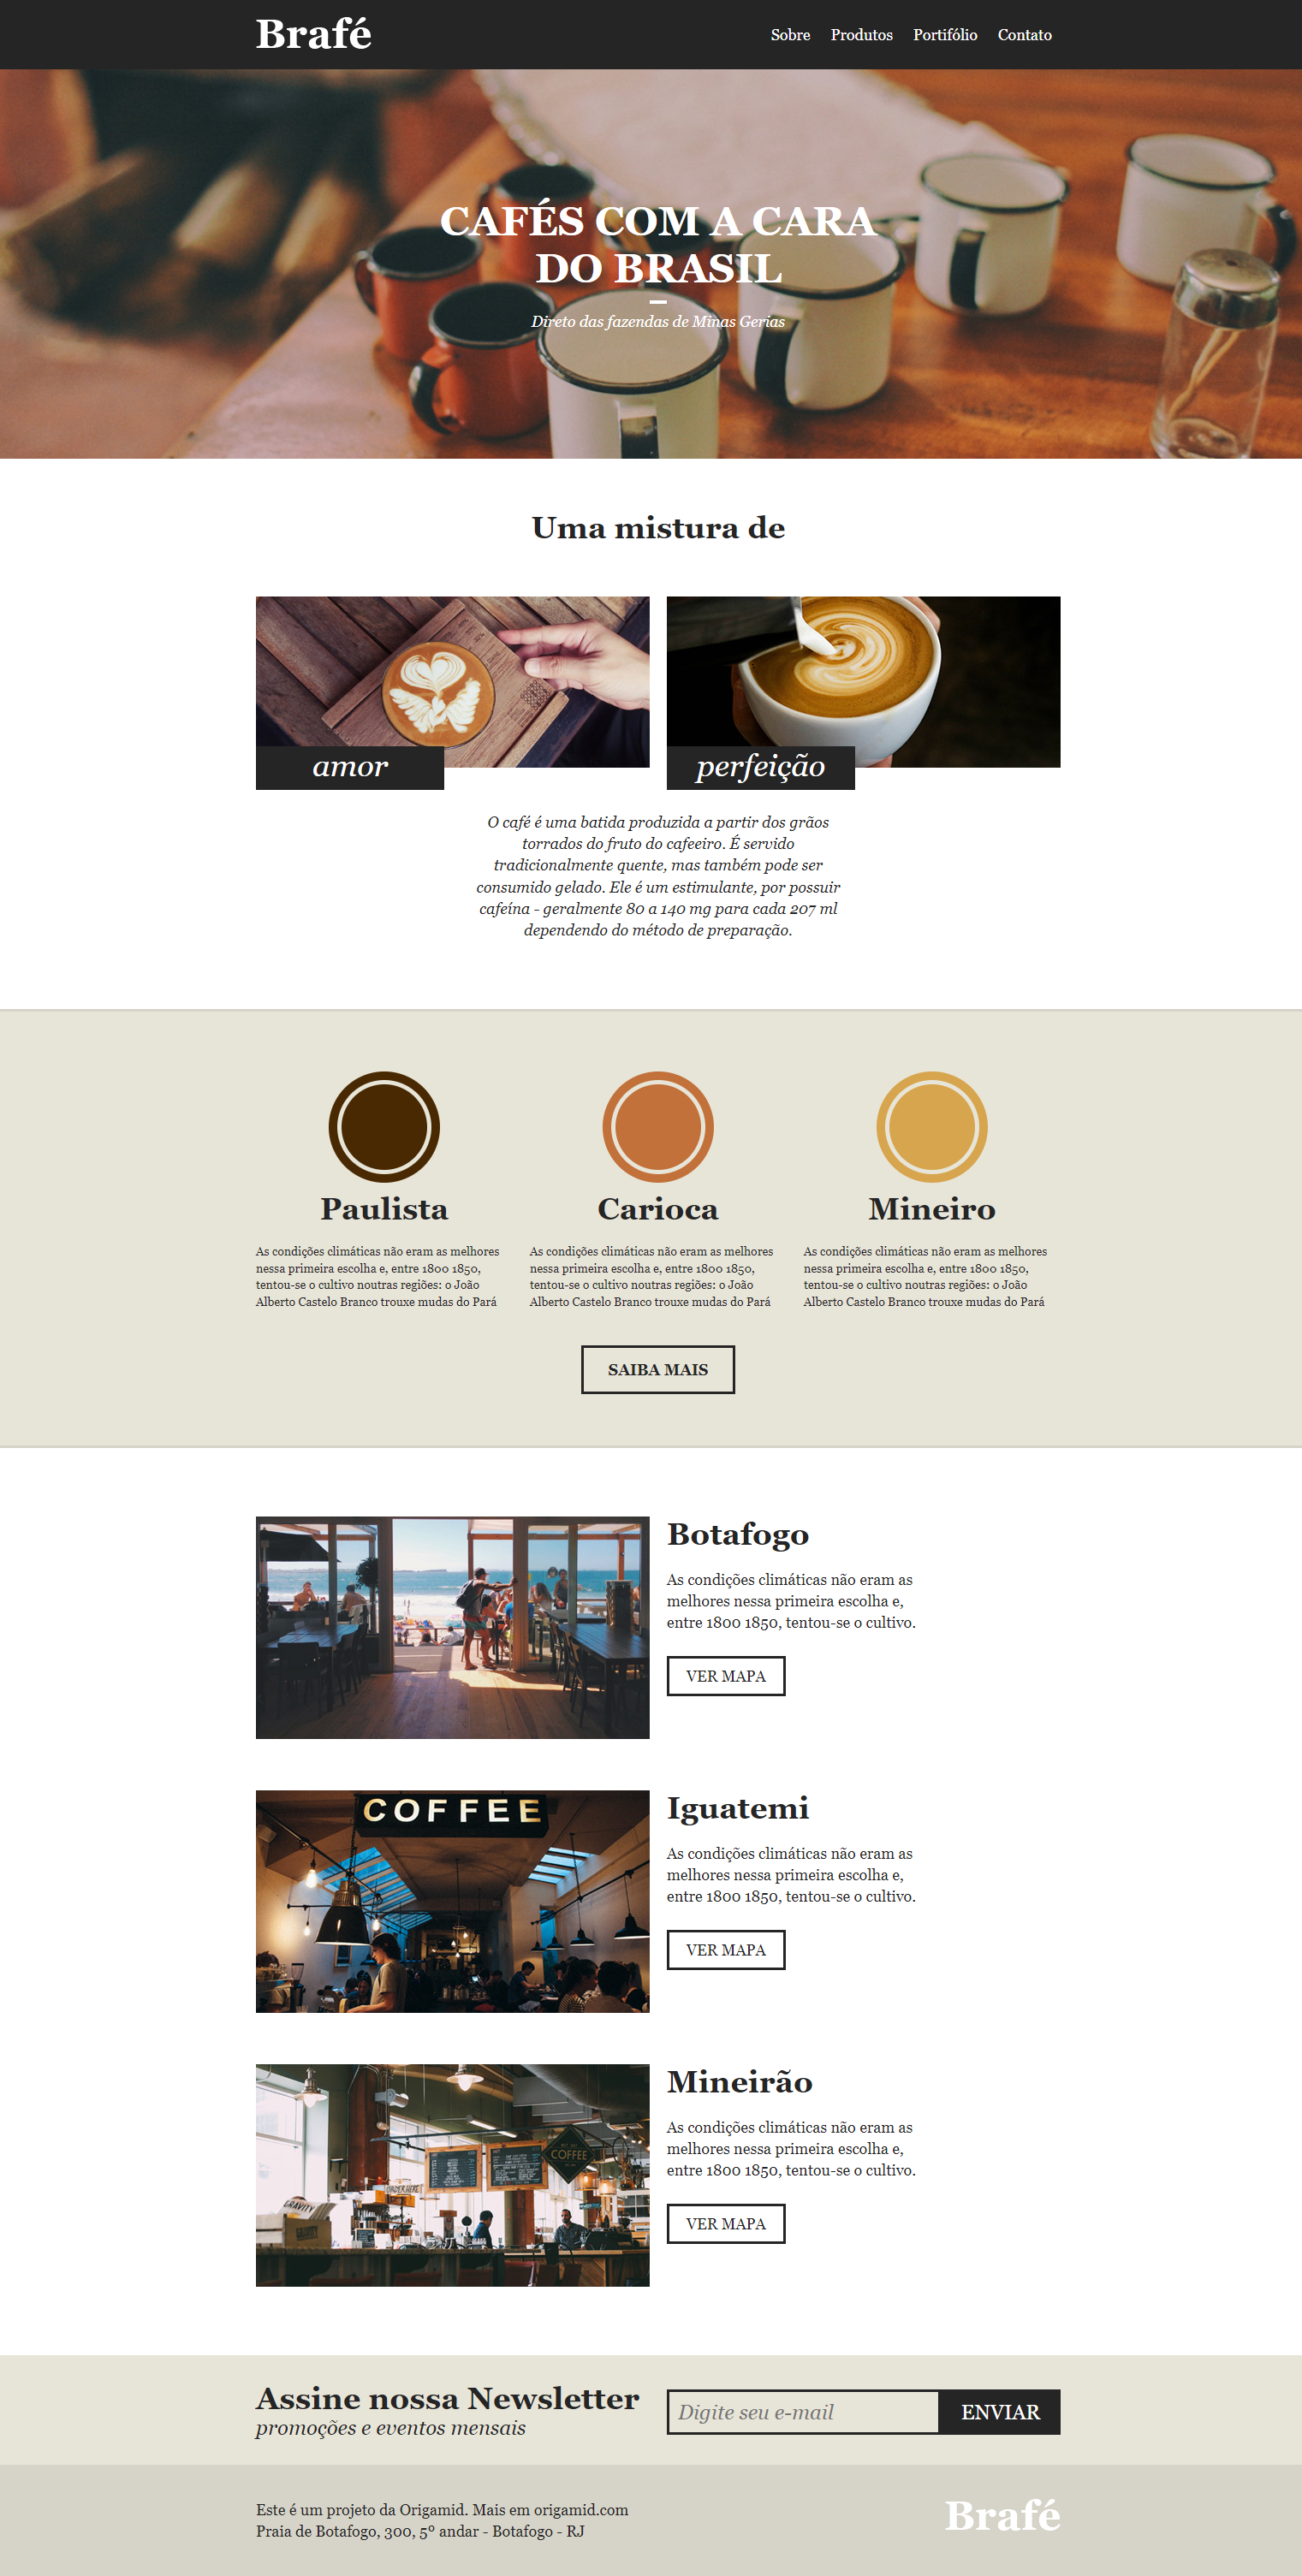 Brafé
Sobre Produtos Portifólio Contato
CAFÉS COM A CARA
DO BRASIL
Direto das fazendas de Minas Gerias
Uma mistura de
amor
perfeição
O café é uma batida produzida a partir dos grãos
torrados do fruto do cafeeiro. É servido
tradicionalmente quente, mas também pode ser
consumido gelado. Ele é um estimulante, por possuir
cafeína - geralmente 80 a 140 mg para cada 207 ml
dependendo do método de preparação.
Paulista
As condições climáticas não eram as melhores
nessa primeira escolha e, entre 1800 1850,
tentou-se o cultivo noutras regiões: o João
Alberto Castelo Branco trouxe mudas do Pará
Carioca
As condições climáticas não eram as melhores
nessa primeira escolha e, entre 1800 1850,
tentou-se o cultivo noutras regiões: o João
Alberto Castelo Branco trouxe mudas do Pará
Mineiro
As condições climáticas não eram as melhores
nessa primeira escolha e, entre 1800 1850,
tentou-se o cultivo noutras regiões: o João
Alberto Castelo Branco trouxe mudas do Pará
SAIBA MAIS
Botafogo
As condições climáticas não eram as
melhores nessa primeira escolha e,
entre 1800 1850, tentou-se o cultivo.
VER MAPA
COFFEE
Iguatemi
As condições climáticas não eram as
melhores nessa primeira escolha e,
entre 1800 1850, tentou-se o cultivo.
VER MAPA
COFFEE
ORDER HERE
GRAVITY
Mineirão
As condições climáticas não eram as
melhores nessa primeira escolha e,
entre 1800 1850, tentou-se o cultivo.
VER MAPA
Assine nossa Newsletter
promoções e eventos mensais
Digite seu e-mail
ENVIAR
Este é um projeto da Origamid. Mais em origamid.com
Praia de Botafogo, 300, 5º andar - Botafogo - RJ
Brafé